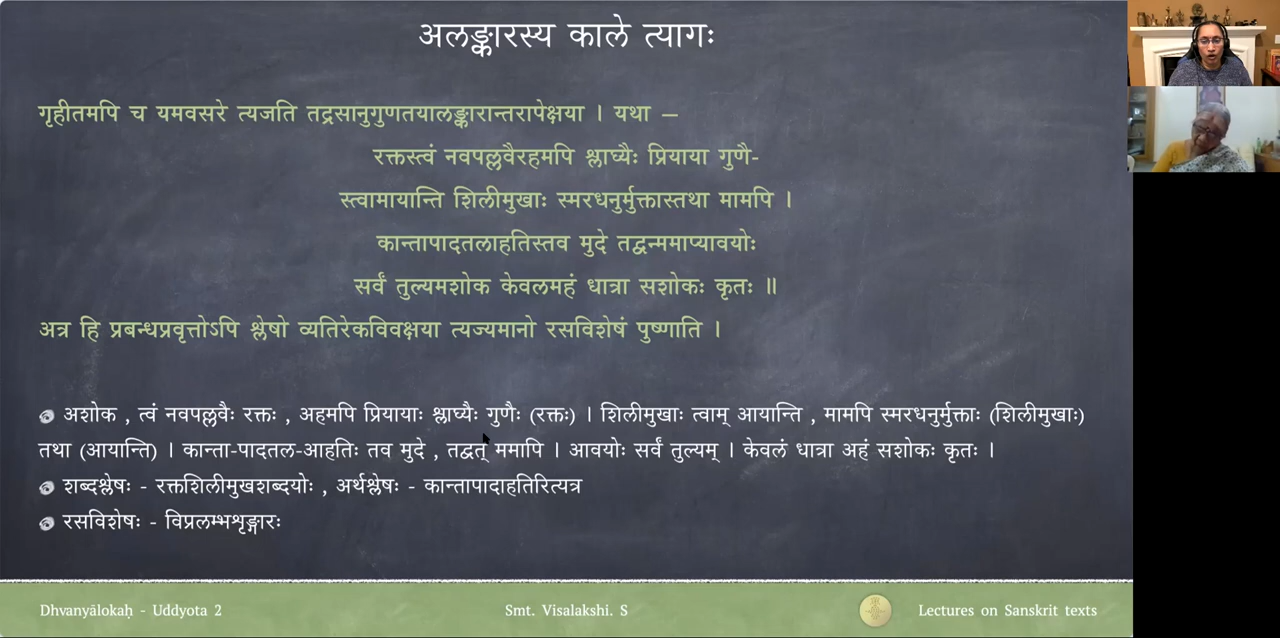 अलङ्कारस्य काले त्यागः
गृहीतमपि च यमवसरे त्यजति तद्रसानुगुणतयालङ्कारान्तरापेक्षया । यथा –
रक्तस्त्वं नवपल्लवैरहमपि श्लाघ्यैः प्रियाया गुणै-
स्त्वामायान्ति शिलीमुखाः स्मरधनुर्मुक्तास्तथा मामपि ।
कान्तापादतलाहतिस्तव मुदे तद्वन्ममाप्यावयोः
सर्वं तुल्यमशोक केवलमहं धात्रा सशोकः कृतः ॥
अत्र हि प्रबन्धप्रवृत्तोऽपि श्लेषो व्यतिरेकविवक्षया त्यज्यमानो रसविशेषं पुष्णाति ।
अशोक , त्वं नवपल्लवैः रक्तः , अहमपि प्रियायाः श्लाघ्यैः गुणैः (रक्तः) । शिलीमुखाः त्वाम् आयान्ति , मामपि स्मरधनुर्मुक्ताः (शिलीमुखाः)
तथा (आयान्ति) । कान्ता-पादतल-आहतिः तव मुदे , तद्वत् ममापि । आवयोः सर्वं तुल्यम् । केवलं धात्रा अहं सशोकः कृतः ।
शब्दश्लेषः - रक्तशिलीमुखशब्दयोः , अर्थश्लेषः - कान्तापादाहतिरित्यत्र
रसविशेषः - विप्रलम्भशृङ्गारः
Dhvanyālokaḥ - Uddyota 2 Smt. Visalakshi. S Lectures on Sanskrit texts